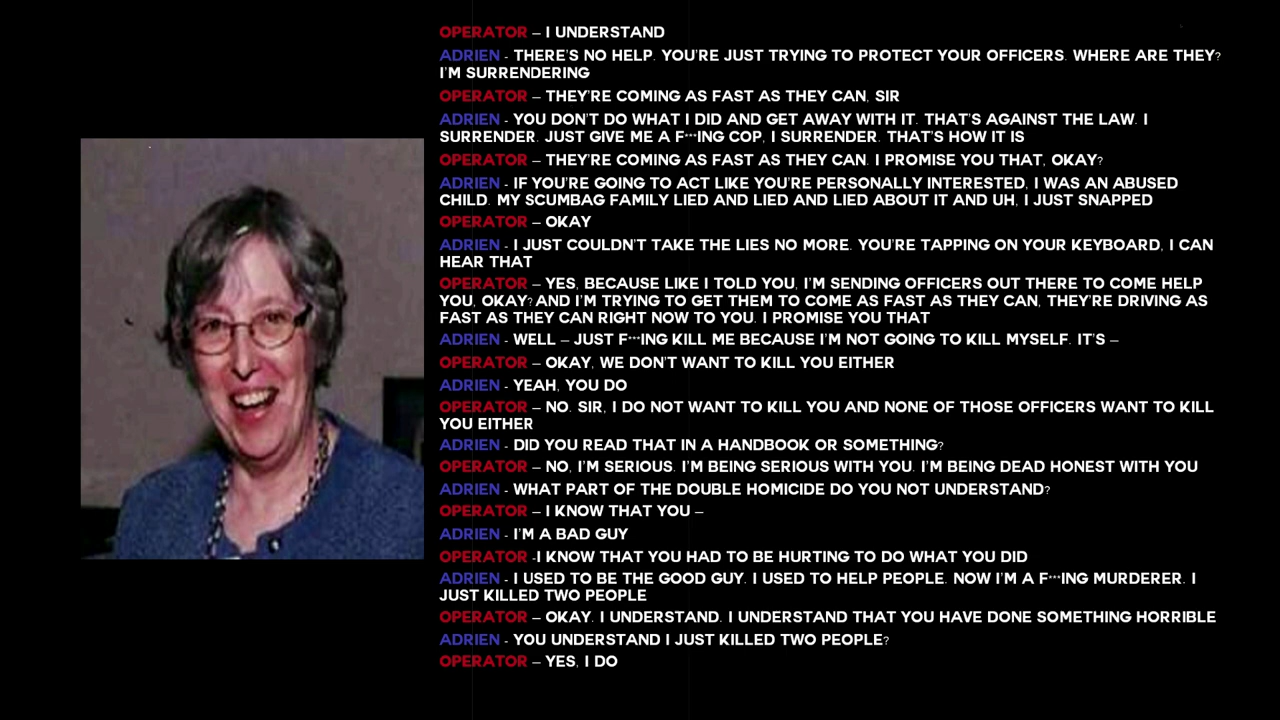 OPERATOR – I UNDERSTAND
ADRIEN - THERE'S NO HELP. YOU'RE JUST TRYING TO PROTECT YOUR OFFICERS. WHERE ARE THEY?
I'M SURRENDERING
OPERATOR – THEY'RE COMING AS FAST AS THEY CAN, SIR
ADRIEN - YOU DON'T DO WHAT I DID AND GET AWAY WITH IT. THAT'S AGAINST THE LAW. I
SURRENDER. JUST GIVE ME A F***ING COP, I SURRENDER. THAT'S HOW IT IS
OPERATOR – THEY'RE COMING AS FAST AS THEY CAN. I PROMISE YOU THAT, OKAY?
ADRIEN - IF YOU'RE GOING TO ACT LIKE YOU'RE PERSONALLY INTERESTED, I WAS AN ABUSED
CHILD. MY SCUMBAG FAMILY LIED AND LIED AND LIED ABOUT IT AND UH, I JUST SNAPPED
OPERATOR – OKAY
ADRIEN - I JUST COULDN'T TAKE THE LIES NO MORE. YOU'RE TAPPING ON YOUR KEYBOARD, I CAN
HEAR THAT
OPERATOR – YES, BECAUSE LIKE I TOLD YOU, I'M SENDING OFFICERS OUT THERE TO COME HELP
YOU, OKAY? AND I'M TRYING TO GET THEM TO COME AS FAST AS THEY CAN, THEY'RE DRIVING AS
FAST AS THEY CAN RIGHT NOW TO YOU. I PROMISE YOU THAT
ADRIEN - WELL – JUST F***ING KILL ME BECAUSE I'M NOT GOING TO KILL MYSELF. IT'S –
OPERATOR – OKAY, WE DON'T WANT TO KILL YOU EITHER
ADRIEN - YEAH, YOU DO
OPERATOR – NO. SIR, I DO NOT WANT TO KILL YOU AND NONE OF THOSE OFFICERS WANT TO KILL
YOU EITHER
ADRIEN - DID YOU READ THAT IN A HANDBOOK OR SOMETHING?
OPERATOR – NO, I'M SERIOUS. I'M BEING SERIOUS WITH YOU. I'M BEING DEAD HONEST WITH YOU
ADRIEN - WHAT PART OF THE DOUBLE HOMICIDE DO YOU NOT UNDERSTAND?
OPERATOR – I KNOW THAT YOU –
ADRIEN - I'M A BAD GUY
OPERATOR -I KNOW THAT YOU HAD TO BE HURTING TO DO WHAT YOU DID
ADRIEN - I USED TO BE THE GOOD GUY. I USED TO HELP PEOPLE. NOW I'M A F***ING MURDERER. I
JUST KILLED TWO PEOPLE
OPERATOR – OKAY. I UNDERSTAND. I UNDERSTAND THAT YOU HAVE DONE SOMETHING HORRIBLE
ADRIEN - YOU UNDERSTAND I JUST KILLED TWO PEOPLE?
OPERATOR – YES, I DO